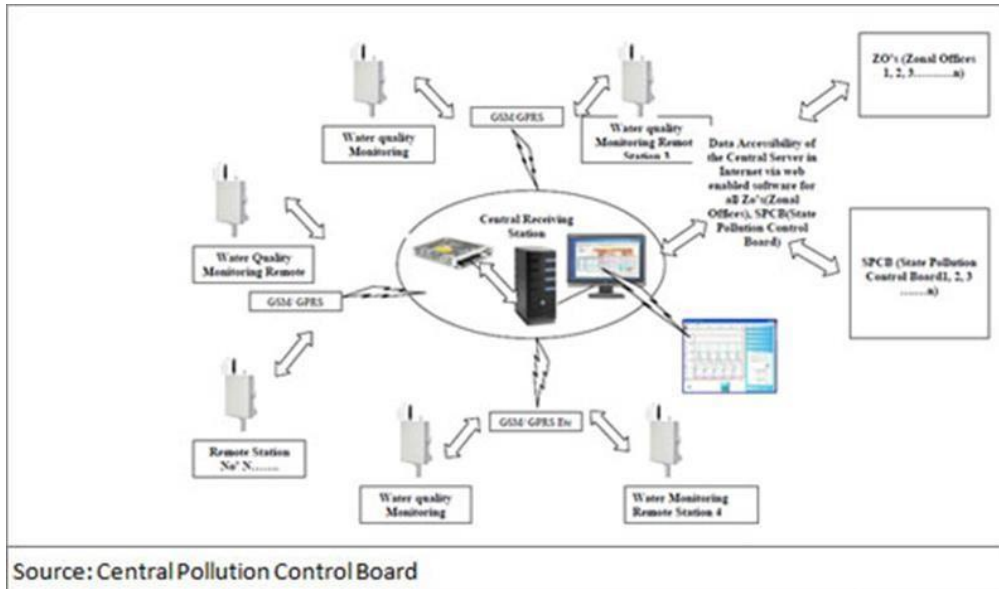 ZO's (Zonal Offices
1, 2, 3............n)
GSM/GPRS
Water quality
Monitoring
Water quality
Monitoring Remot
Station 3
Data Accessibility of
the Central Server in
Internet via web
enabled software for
all Zo's(Zonal
Offices), SPCB(State
Pollution Control
Board)
Central Receiving
Station
Water Quality
Monitoring Remote
SPCB (State Pollution
Control Board1, 2, 3
.......n)
GSM/ GPRS
GSM/ GPRS
Remote Station
No' N.......
Water quality
Monitoring
Water Monitoring
Remote Station 4
Source: Central Pollution Control Board